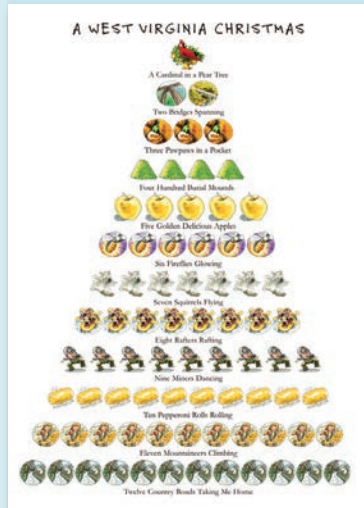 A WEST VIRGINIA CHRISTMAS
A Cardinal in a Pear Tree
Two Bridges Spanning
Three Pawpaws in a Pocket
Four Hundred Burial Mounds
Five Golden Delicious Apples
Six Fireflies Glowing
Seven Squirrels Flying
Eight Rafters Rafting
Nine Miners Dancing
Ten Pepperoni Rolls Rolling
Eleven Mountaineers Climbing
Twelve Country Roads Taking Me Home